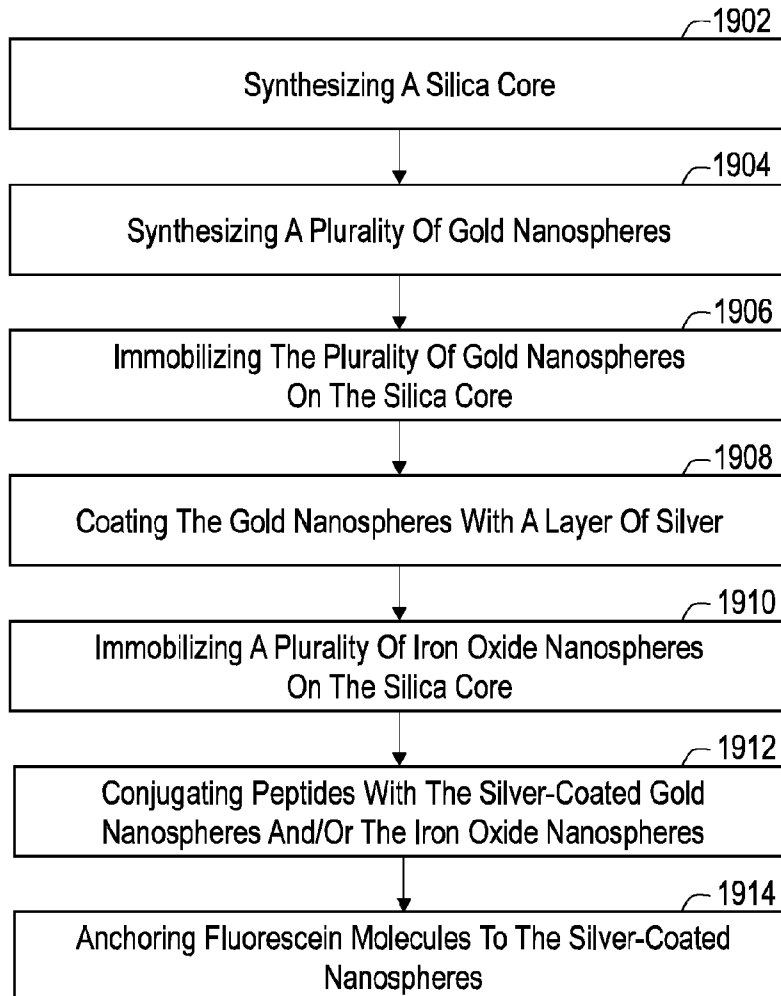 1902
Synthesizing A Silica Core
1904
Synthesizing A Plurality Of Gold Nanospheres
1906
Immobilizing The Plurality Of Gold Nanospheres
On The Silica Core
1908
Coating The Gold Nanospheres With A Layer Of Silver
1910
Immobilizing A Plurality Of Iron Oxide Nanospheres
On The Silica Core
1912
Conjugating Peptides With The Silver-Coated Gold
Nanospheres And/Or The Iron Oxide Nanospheres
1914
Anchoring Fluorescein Molecules To The Silver-Coated
Nanospheres